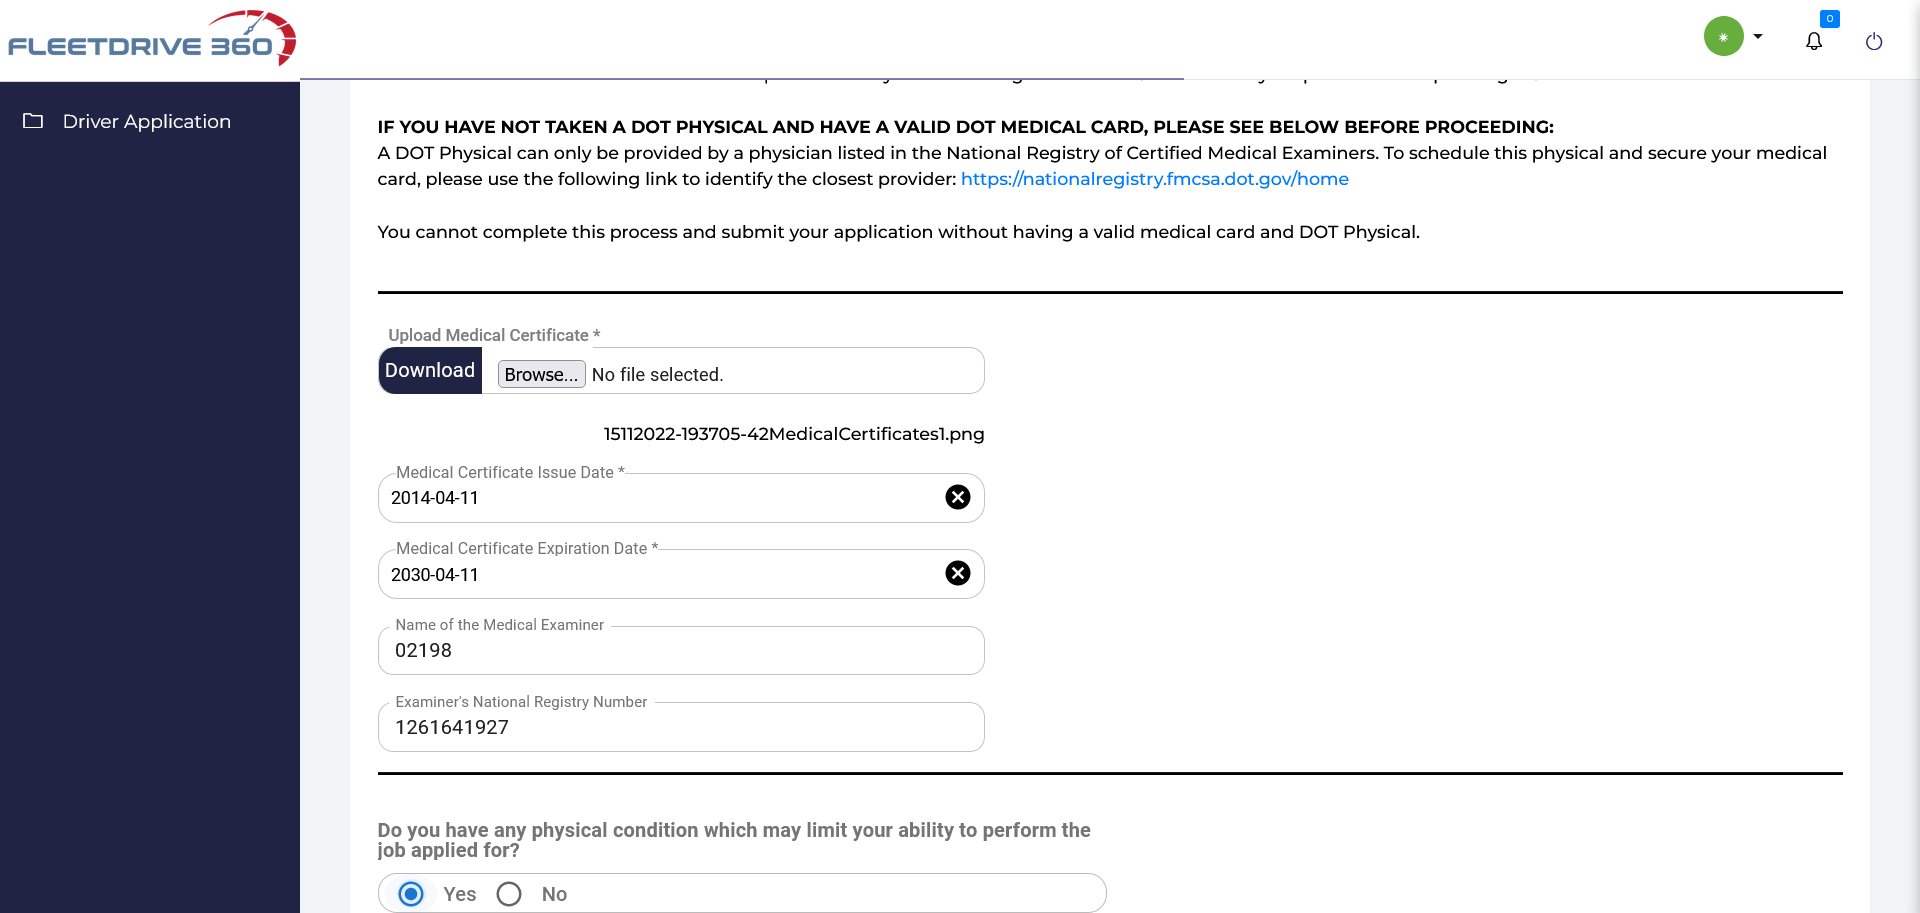 FLEETDRIVE 360
0
Driver Application
IF YOU HAVE NOT TAKEN A DOT PHYSICAL AND HAVE A VALID DOT MEDICAL CARD, PLEASE SEE BELOW BEFORE PROCEEDING:
A DOT Physical can only be provided by a physician listed in the National Registry of Certified Medical Examiners. To schedule this physical and secure your medical
card, please use the following link to identify the closest provider: https://nationalregistry.fmcsa.dot.gov/home
You cannot complete this process and submit your application without having a valid medical card and DOT Physical.
Upload Medical Certificate *
Download Browse... No file selected.
15112022-193705-42MedicalCertificates1.png
Medical Certificate Issue Date *
2014-04-11
Medical Certificate Expiration Date *
2030-04-11
Name of the Medical Examiner
02198
Examiner's National Registry Number
1261641927
Do you have any physical condition which may limit your ability to perform the
job applied for?
Yes No